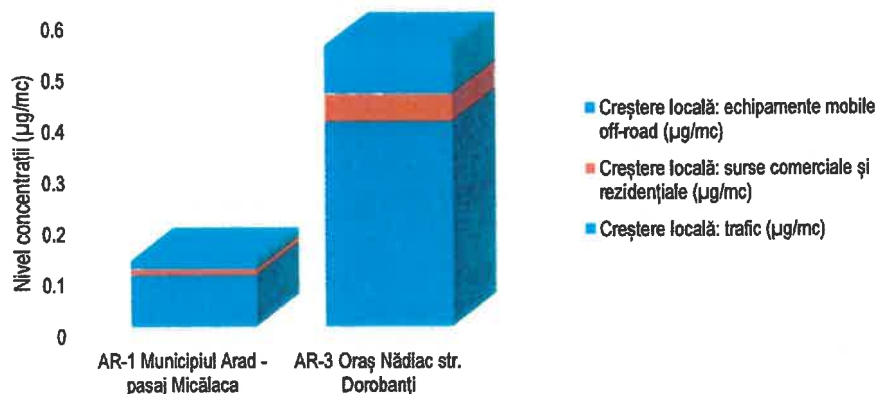 0.6
0.5
0.4
0.3
0.2
0.1
0
Nivel concentrații (µg/mc)
AR-1 Municipiul Arad -
pasaj Micălaca
AR-3 Oraș Nădlac str.
Dorobanți
Creștere locală: echipamente mobile
off-road (µg/mc)
Creștere locală: surse comerciale și
rezidențiale (µg/mc)
Creștere locală: trafic (µg/mc)